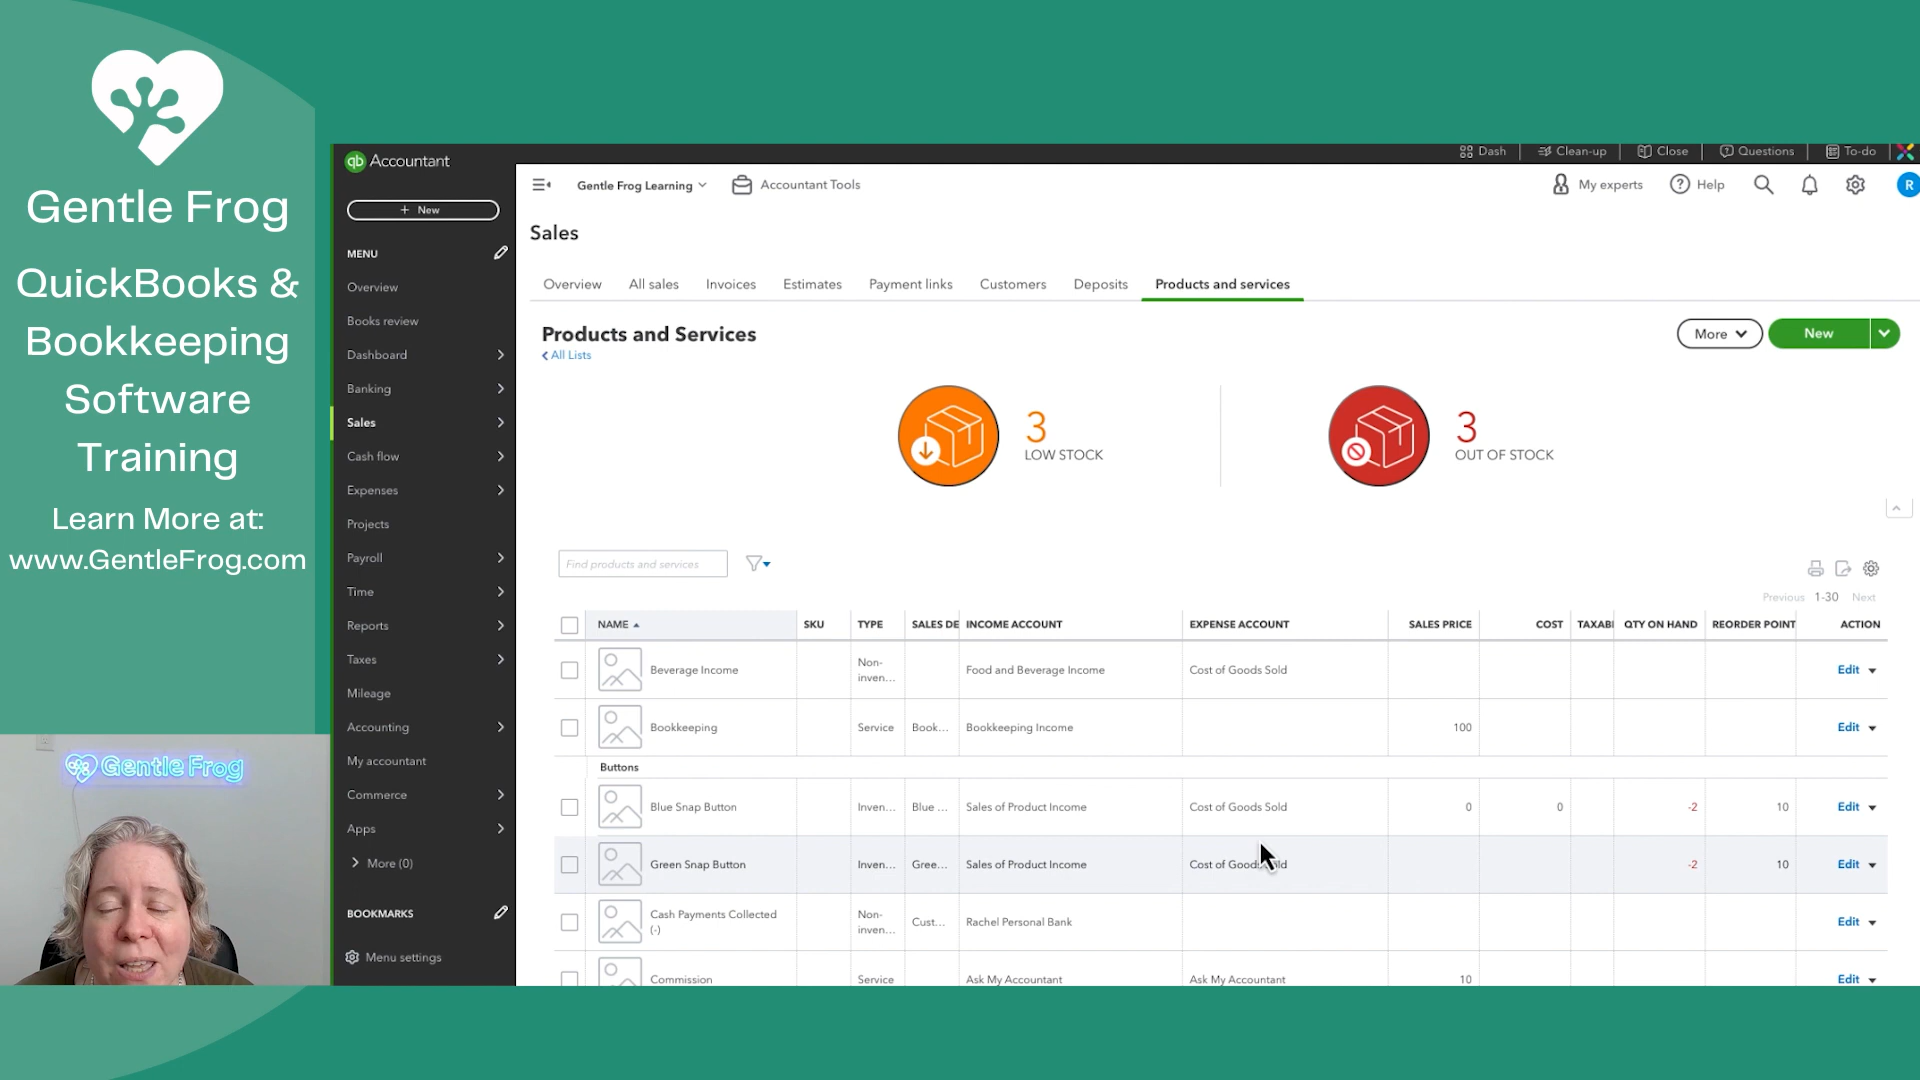 Gentle Frog
QuickBooks &
Bookkeeping
Software
Training
Learn More at:
www.GentleFrog.com
Gentle Frog
qb Accountant
+ New
MENU
Overview
Books review
Dashboard
Banking
Sales
Cash flow
Expenses
Projects
Payroll
Time
Reports
Taxes
Mileage
Accounting
My accountant
Commerce
Apps
More (0)
BOOKMARKS
Menu settings
Dash
Clean-up
Close
Questions
To-do
Gentle Frog Learning
Accountant Tools
My experts
Help
R
Sales
Overview
All sales
Invoices
Estimates
Payment links
Customers
Deposits
Products and services
Products and Services
All Lists
More
New
3
LOW STOCK
3
OUT OF STOCK
Find products and services
Previous 1-30 Next
NAME SKU TYPE SALES DE INCOME ACCOUNT EXPENSE ACCOUNT SALES PRICE COST TAXABL QTY ON HAND REORDER POINT ACTION
Beverage Income Non-inven... Food and Beverage Income Cost of Goods Sold Edit
Bookkeeping Service Book... Bookkeeping Income 100 Edit
Buttons
Blue Snap Button Inven... Blue ... Sales of Product Income Cost of Goods Sold 0 0 -2 10 Edit
Green Snap Button Inven... Gree... Sales of Product Income Cost of Goods Sold -2 10 Edit
Cash Payments Collected (-) Non-inven... Cust... Rachel Personal Bank Edit
Commission Service Ask My Accountant Ask My Accountant 10 Edit